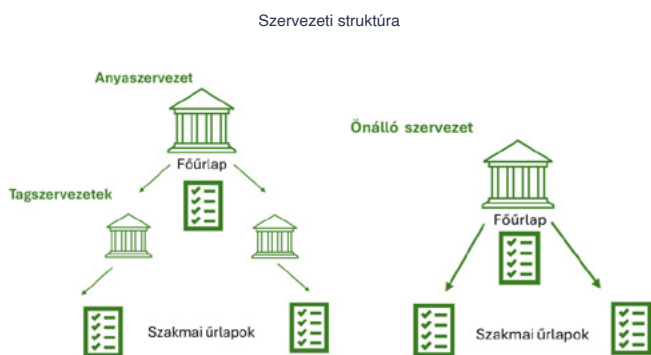 Szervezeti struktúra
Anyaszervezet
Főűrlap
Tagszervezetek
Szakmai űrlapok
Önálló szervezet
Főűrlap
Szakmai űrlapok